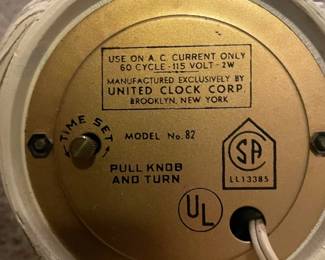 USE ON A.C. CURRENT ONLY
60 CYCLE-115 VOLT-2W
MANUFACTURED EXCLUSIVELY BY
UNITED CLOCK CORP.
BROOKLYN, NEW YORK
TIME SET
MODEL No. 82
PULL KNOB
AND TURN
SA
LL13385
UL